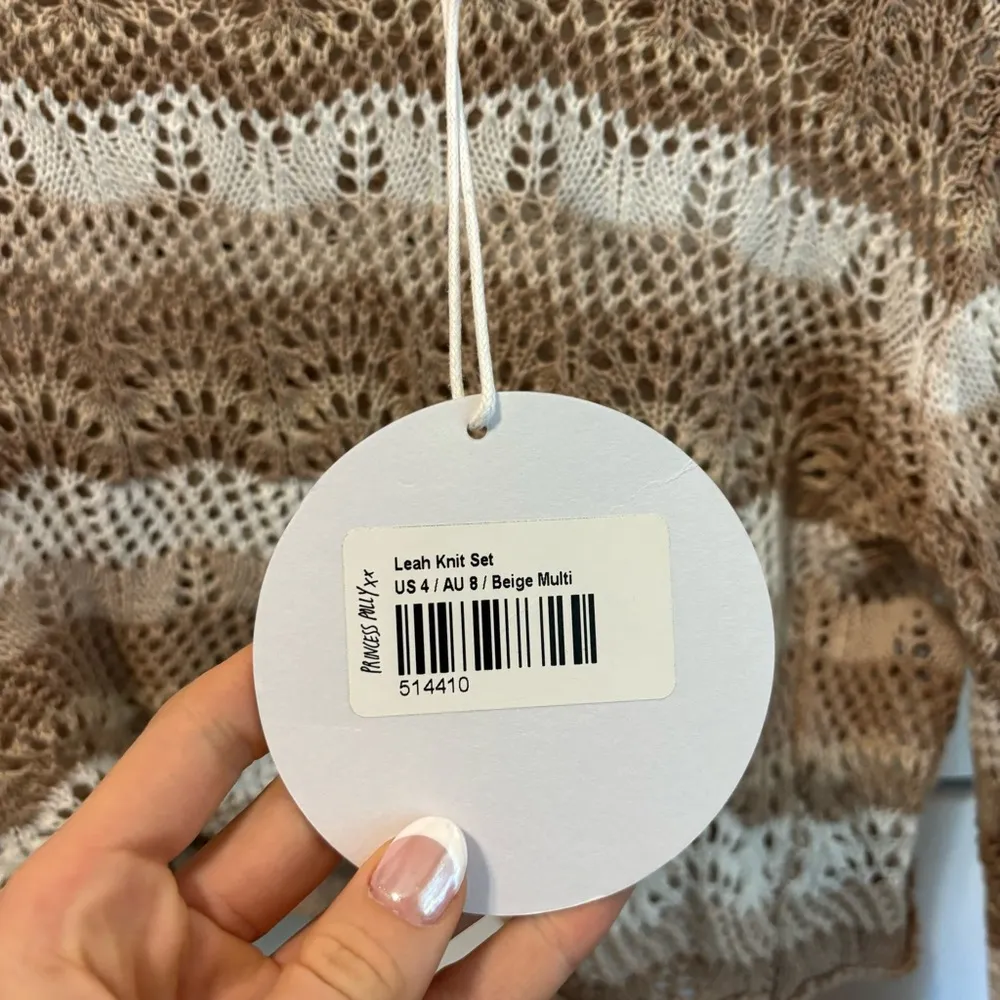 Leah Knit Set
US 4 / AU 8 / Beige Multi
PRINCESS POLLY xx
514410